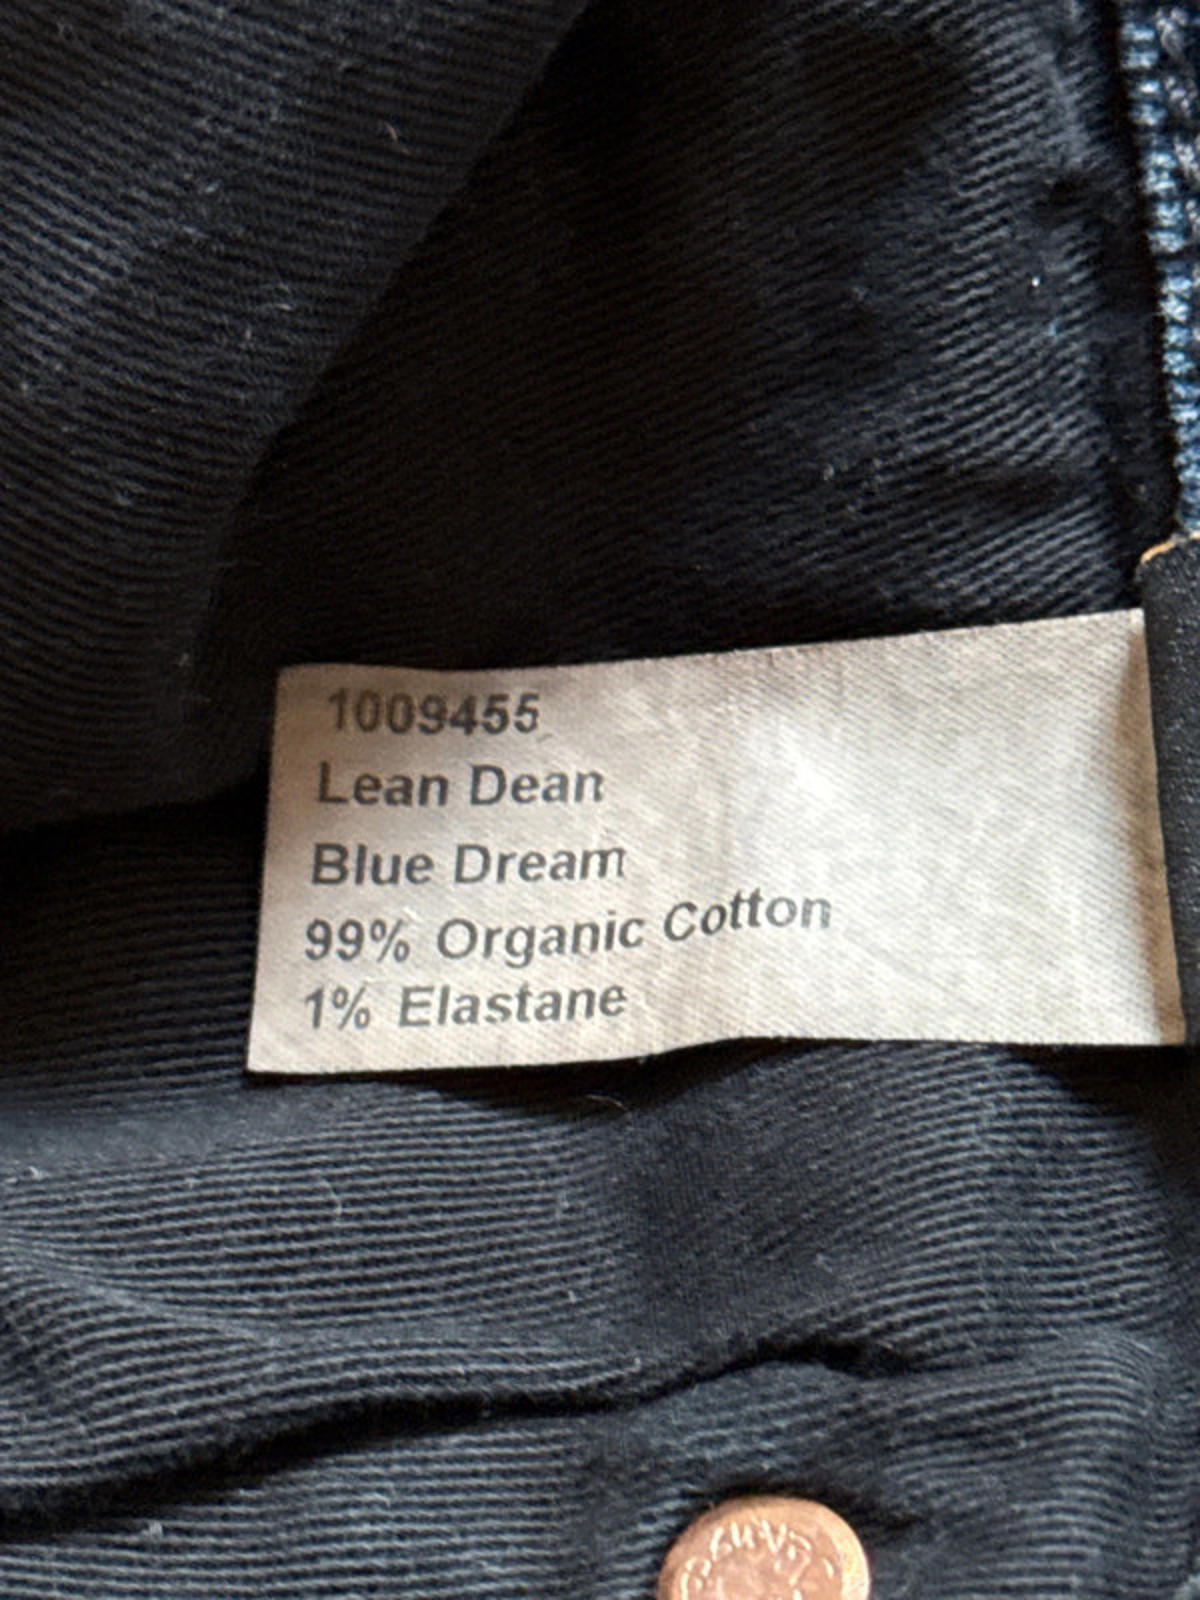 1009455
Lean Dean
Blue Dream
99% Organic Cotton
1% Elastane